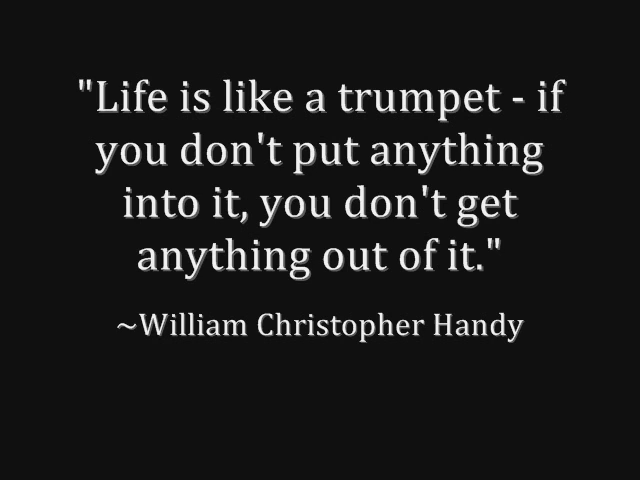 "Life is like a trumpet - if
you don't put anything
into it, you don't get
anything out of it."
~William Christopher Handy